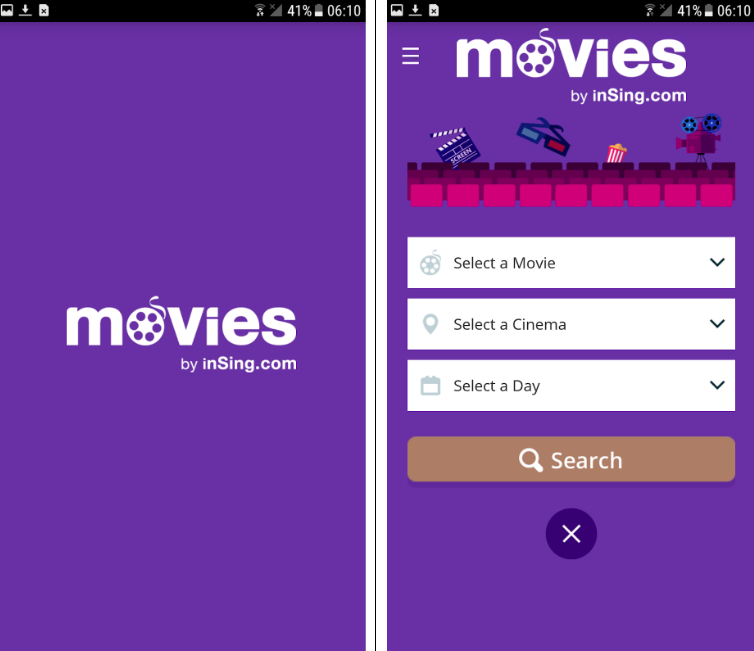 41% 06:10
movies
by inSing.com
41% 06:10
movies
by inSing.com
SCREEN
Select a Movie
Select a Cinema
Select a Day
Search